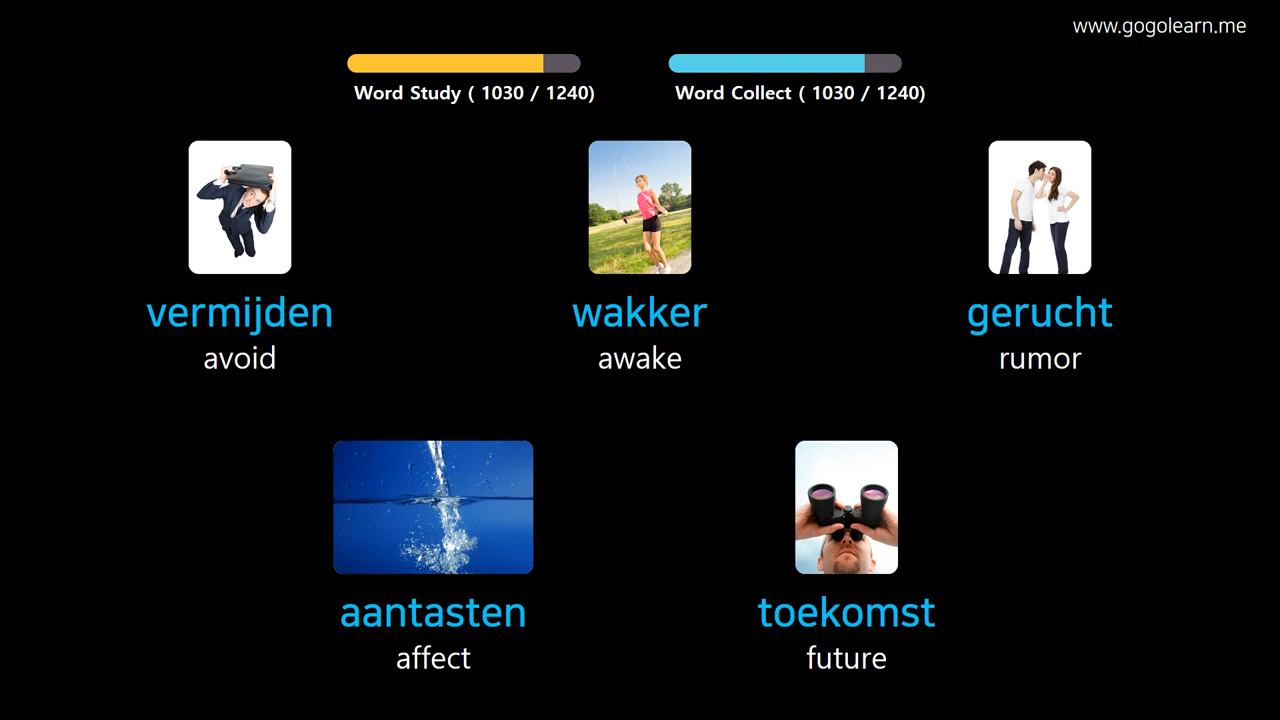 www.gogolearn.me
Word Study ( 1030 / 1240)
Word Collect ( 1030 / 1240)
vermijden
avoid
wakker
awake
gerucht
rumor
aantasten
affect
toekomst
future